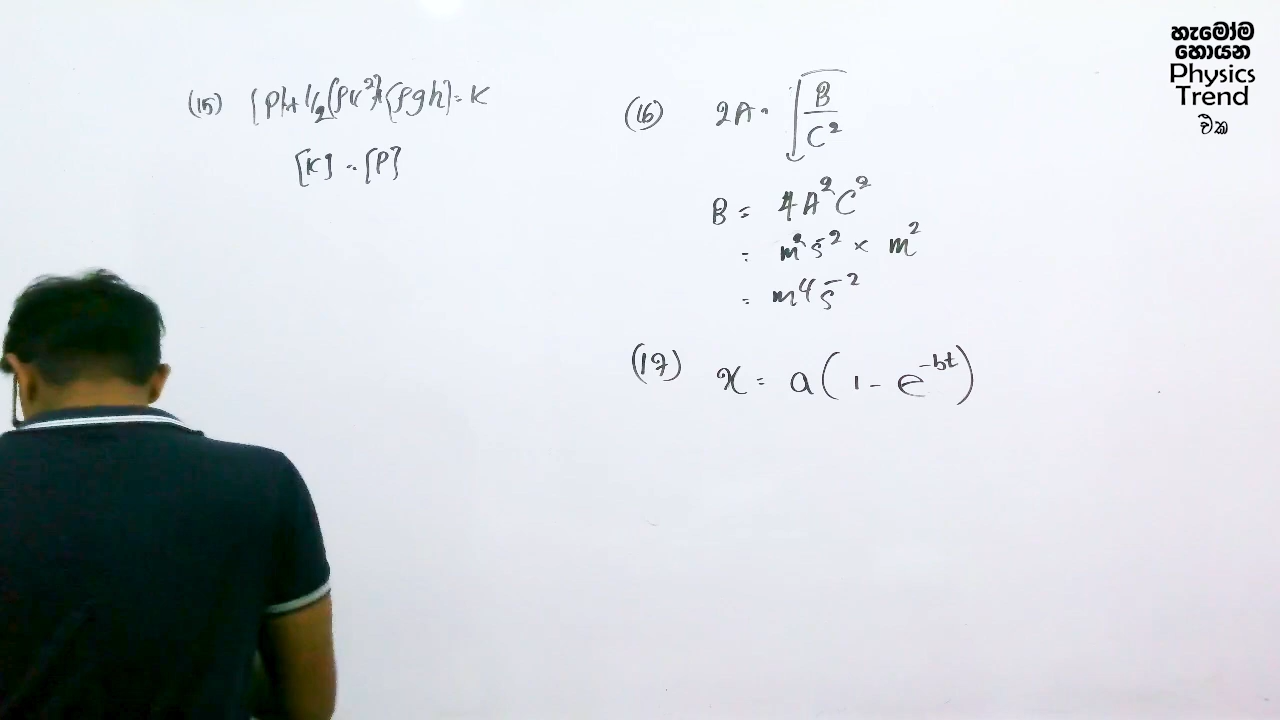 (15) [P]+1/2[ρv²]+[ρgh]=K
[K] = [P]
(16) 2A = √(B/C²)
B = 4A²C²
= m²s⁻² × m²
= m⁴s⁻²
(17) x = a(1 - e^-bt)
හැමෝම
හොයන
Physics
Trend
එක